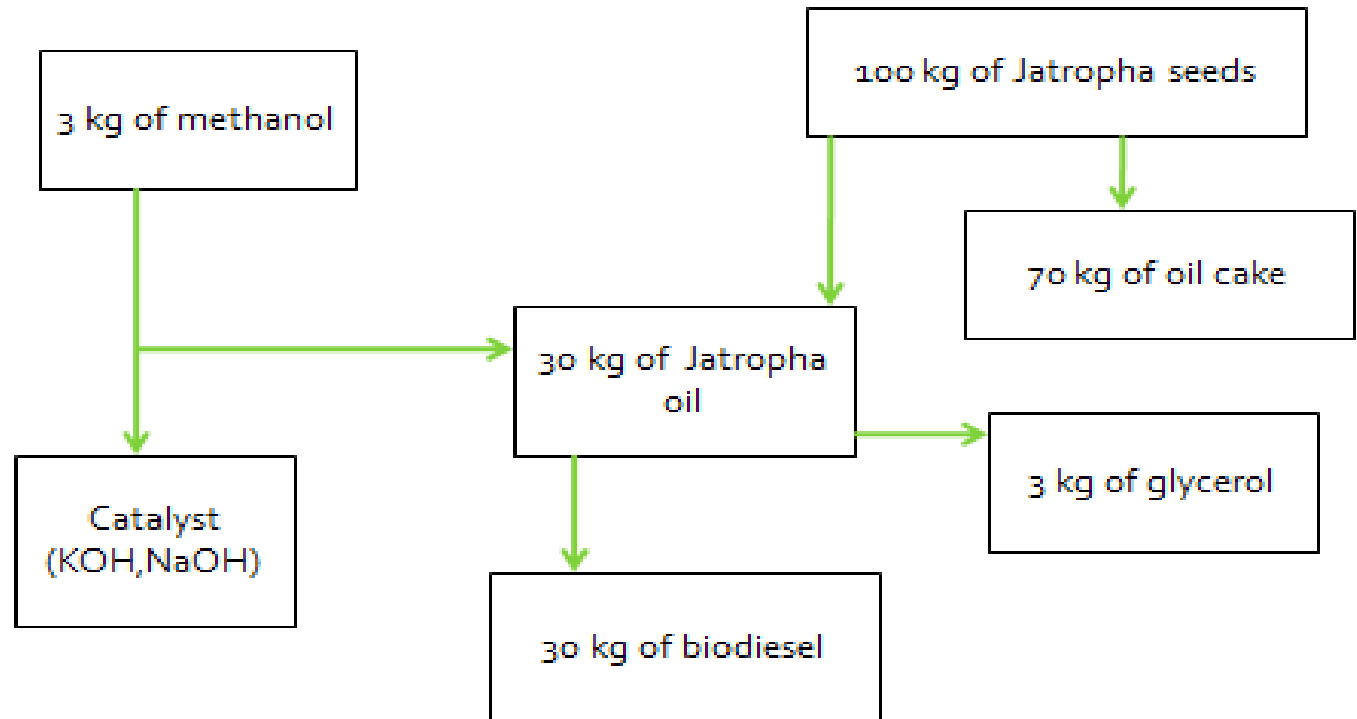 3 kg of methanol
100 kg of Jatropha seeds
70 kg of oil cake
30 kg of Jatropha
oil
3 kg of glycerol
Catalyst
(KOH,NaOH)
30 kg of biodiesel